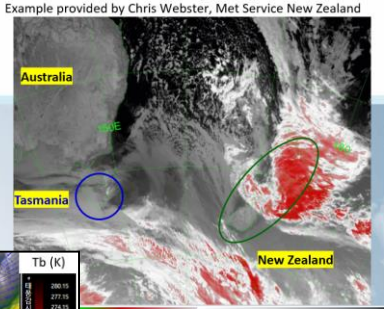 Example provided by Chris Webster, Met Service New Zealand
Australia
150E
Tasmania
New Zealand
Tb (K)
280.15
277.15
274.15